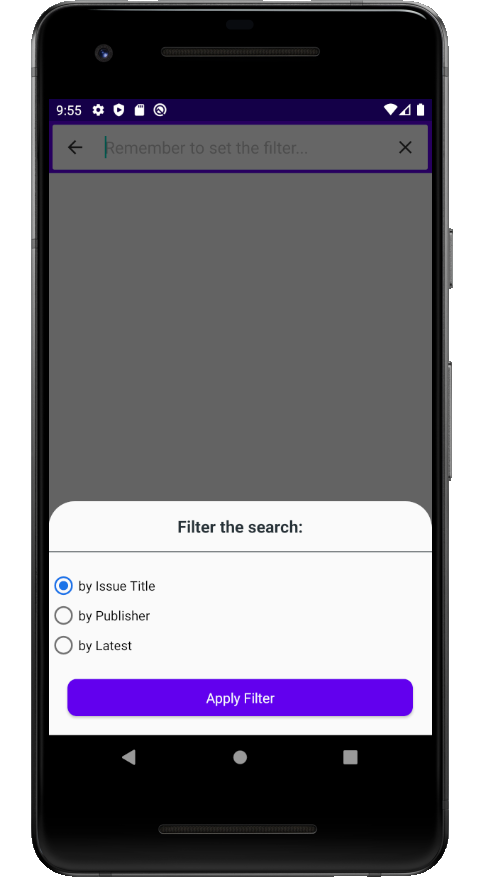 9:55
Remember to set the filter...
Filter the search:
by Issue Title
by Publisher
by Latest
Apply Filter